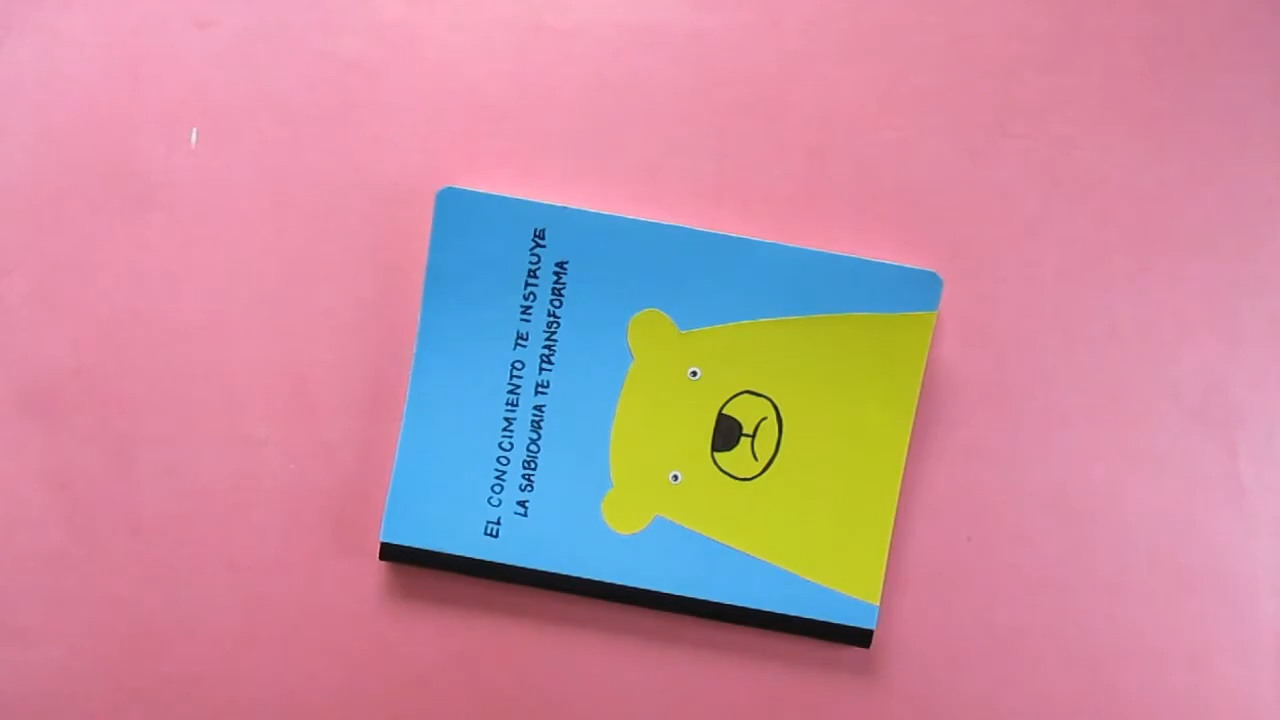 EL CONOCIMIENTO TE INSTRUYE
LA SABIDURIA TE TRANSFORMA